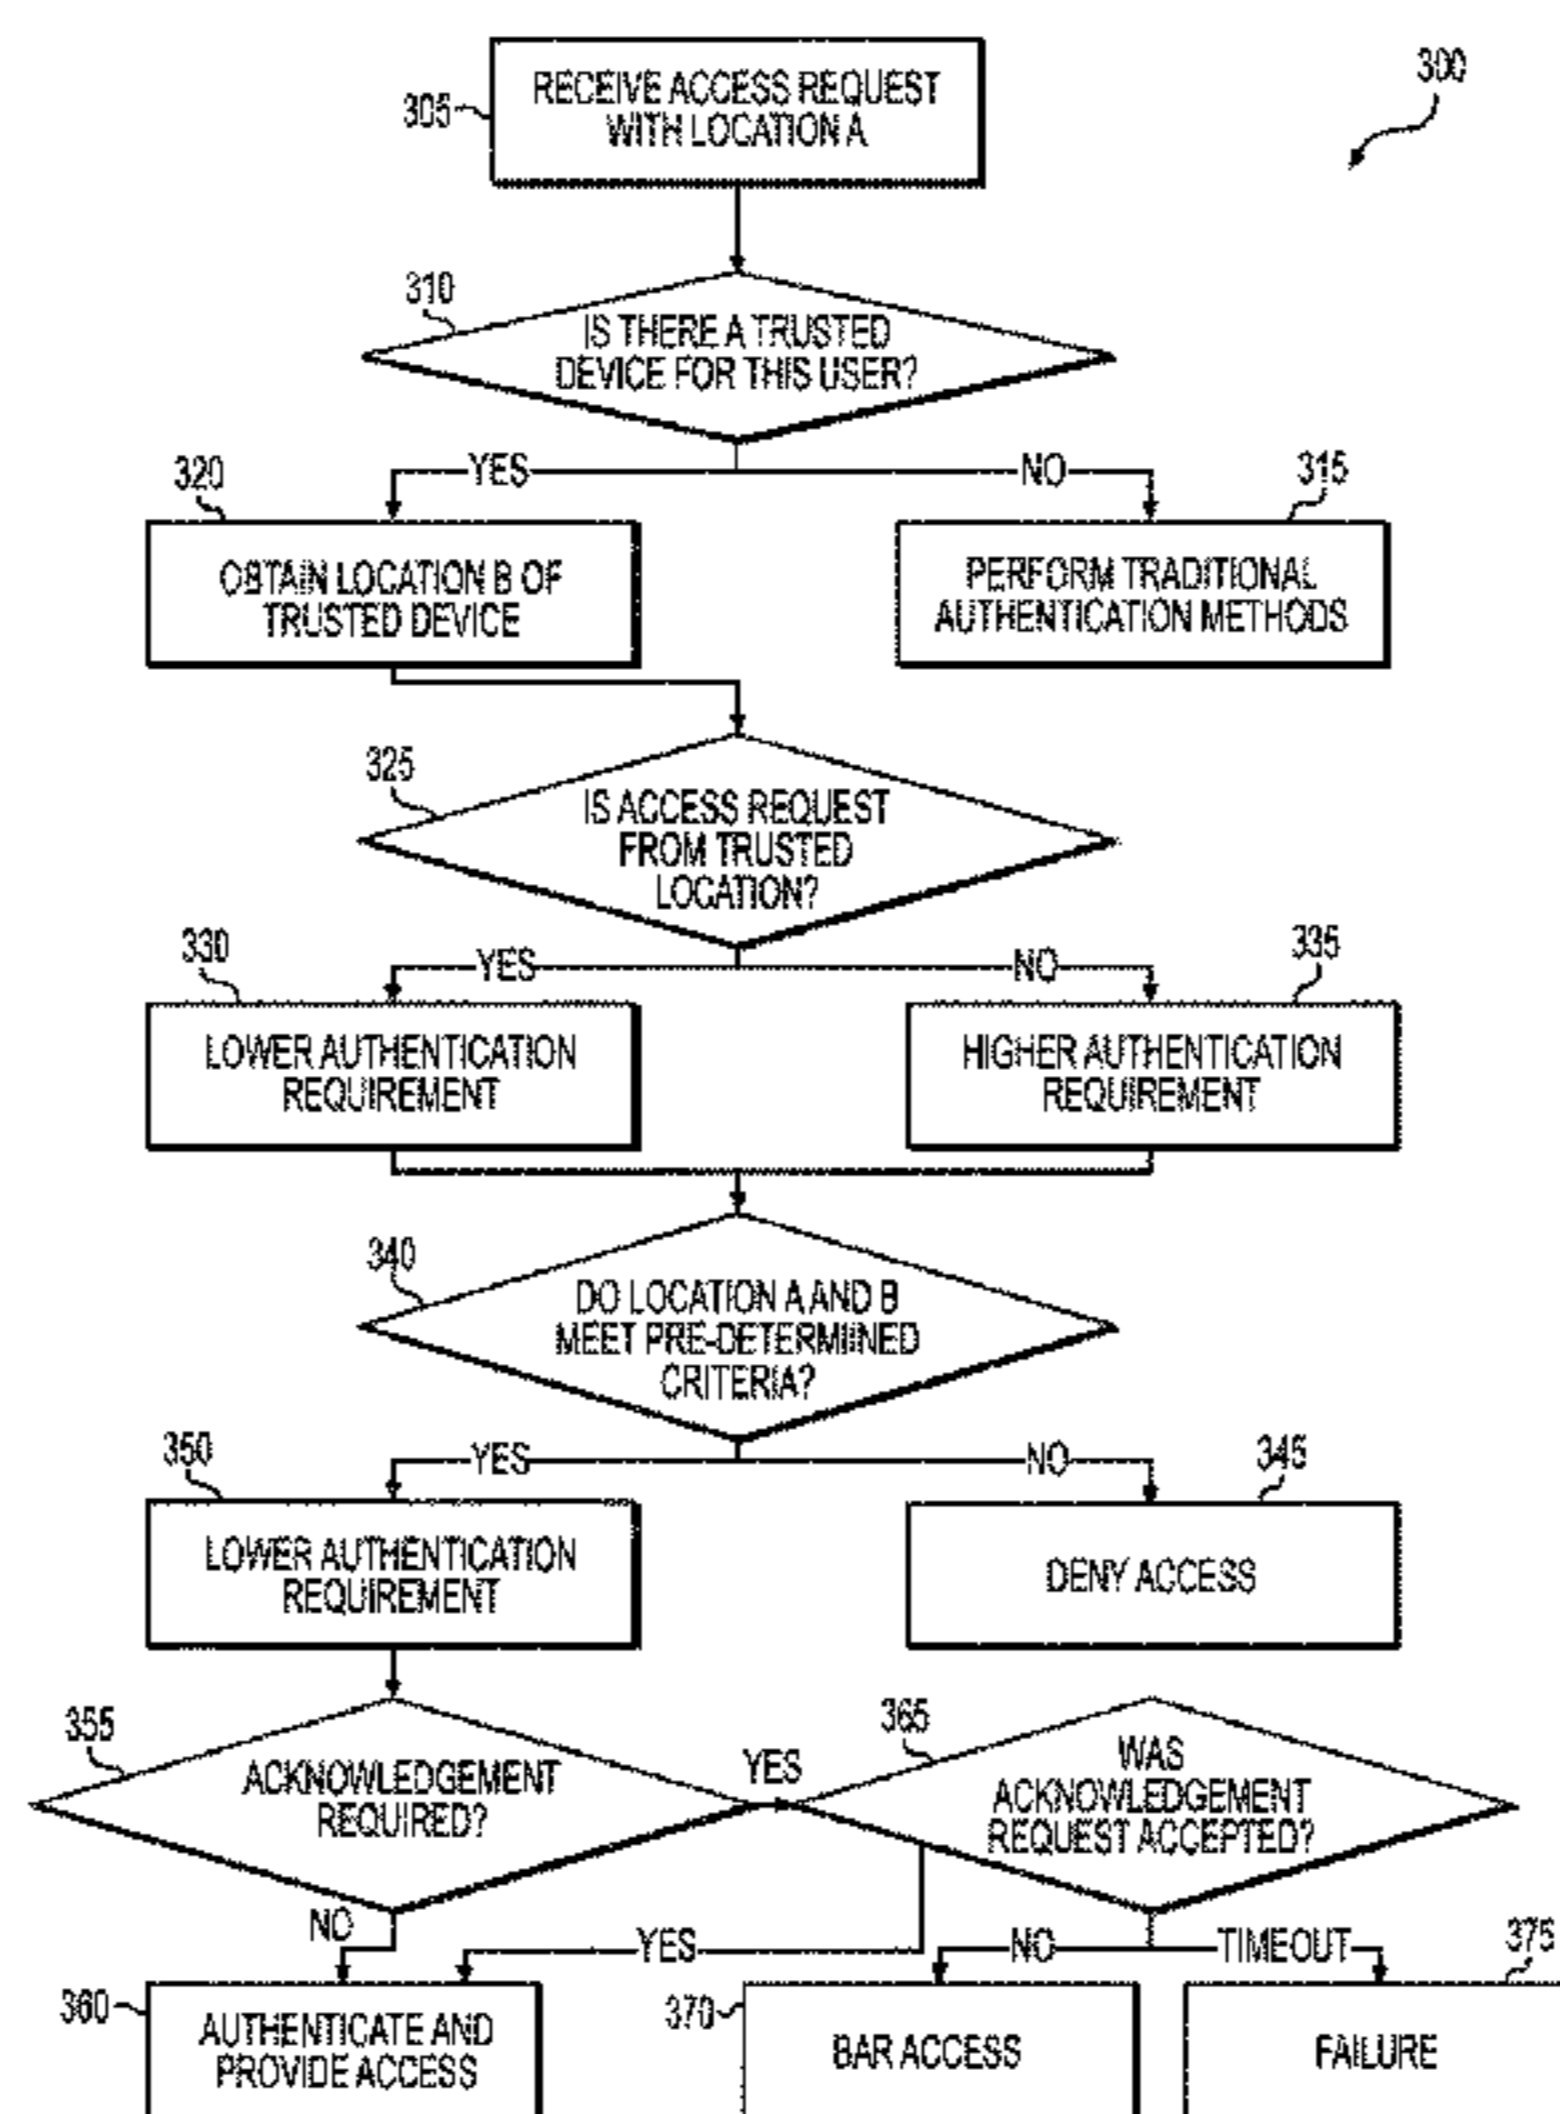 300
305
RECEIVE ACCESS REQUEST
WITH LOCATION A
310
IS THERE A TRUSTED
DEVICE FOR THIS USER?
YES
NO
320
OBTAIN LOCATION B OF
TRUSTED DEVICE
315
PERFORM TRADITIONAL
AUTHENTICATION METHODS
325
IS ACCESS REQUEST
FROM TRUSTED
LOCATION?
YES
NO
330
LOWER AUTHENTICATION
REQUIREMENT
335
HIGHER AUTHENTICATION
REQUIREMENT
340
DO LOCATION A AND B
MEET PRE-DETERMIINED
CRITERIA?
YES
NO
350
LOWER AUTHENTICATION
REQUIREMENT
345
DENY ACCESS
355
ACKNOWLEDGEMENT
REQUIRED?
YES
365
WAS
ACKNOWLEDGEMENT
REQUEST ACCEPTED?
NO
YES
NO
TIMEOUT
360
AUTHENTICATE AND
PROVIDE ACCESS
370
BAR ACCESS
375
FAILURE